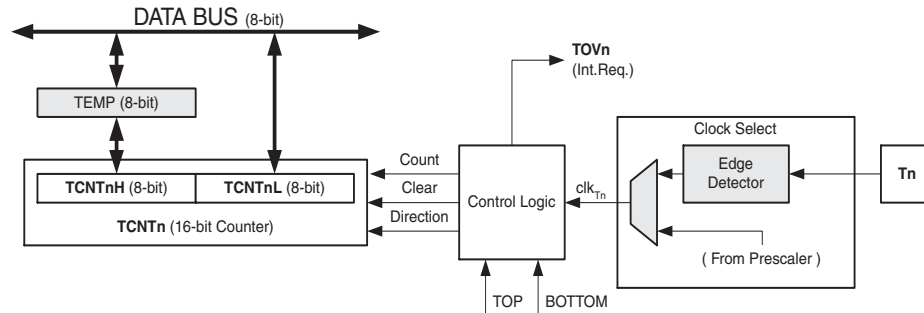 DATA BUS (8-bit)
TOVn
(Int.Req.)
TEMP (8-bit)
Clock Select
Count
Edge
Detector
Tn
TCNTnH (8-bit) TCNTnL (8-bit)
Clear
Control Logic
clkTn
TCNTn (16-bit Counter)
Direction
( From Prescaler )
TOP
BOTTOM